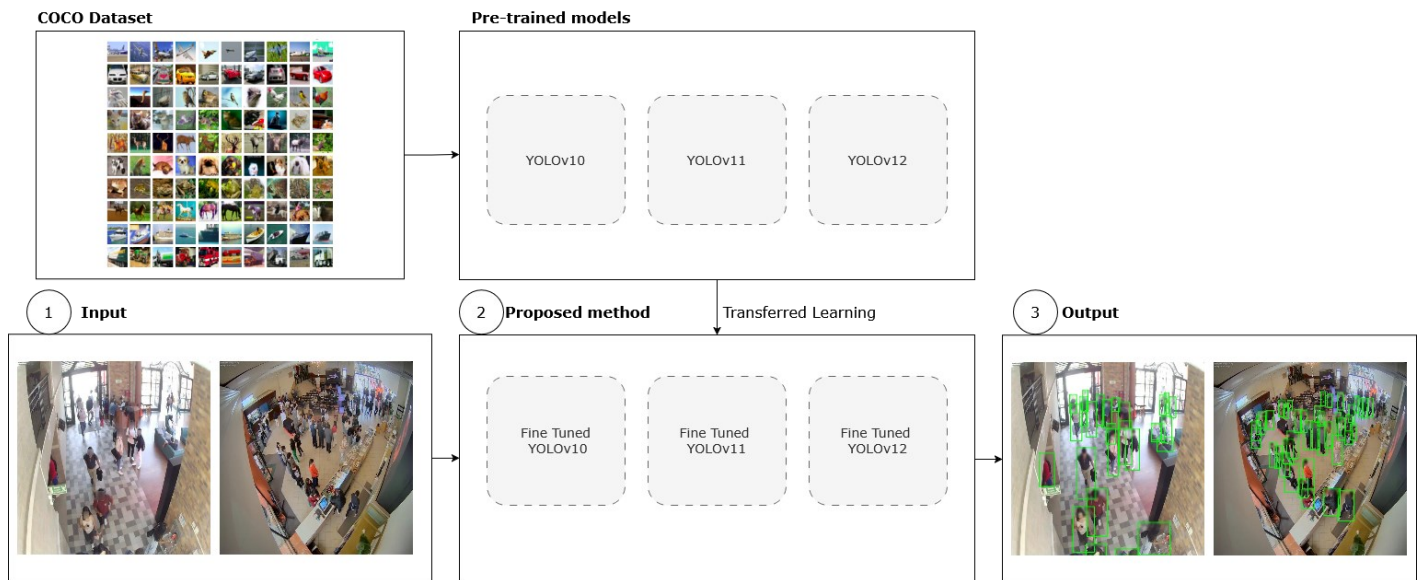 COCO Dataset
Pre-trained models
YOLOv10
YOLOv11
YOLOv12
1
Input
2
Proposed method
Transferred Learning
3
Output
Fine Tuned
YOLOv10
Fine Tuned
YOLOv11
Fine Tuned
YOLOv12